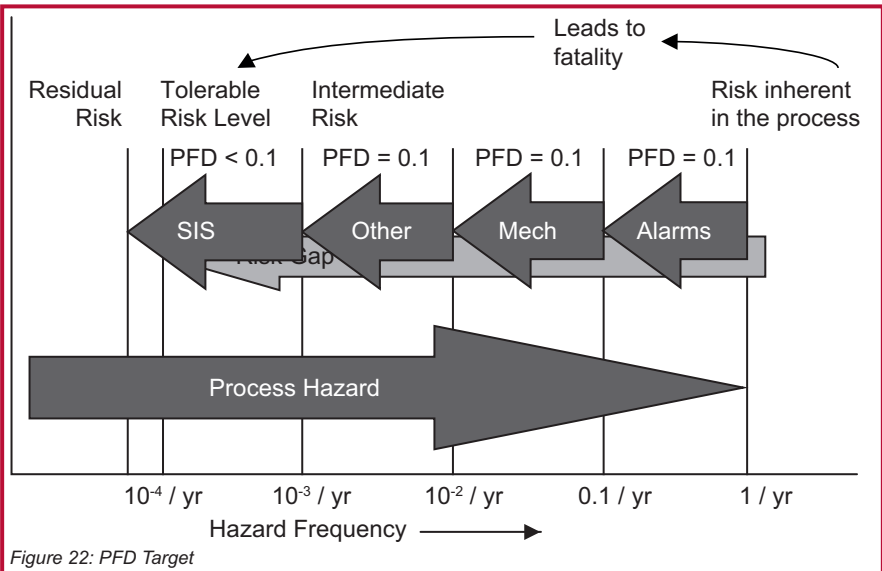 Leads to
fatality
Residual
Risk
Tolerable
Risk Level
Intermediate
Risk
Risk inherent
in the process
PFD < 0.1
PFD = 0.1
PFD = 0.1
PFD = 0.1
SIS
Other
Mech
Alarms
Risk Gap
Process Hazard
10⁻⁴ / yr
10⁻³ / yr
10⁻² / yr
0.1 / yr
1 / yr
Hazard Frequency
Figure 22: PFD Target